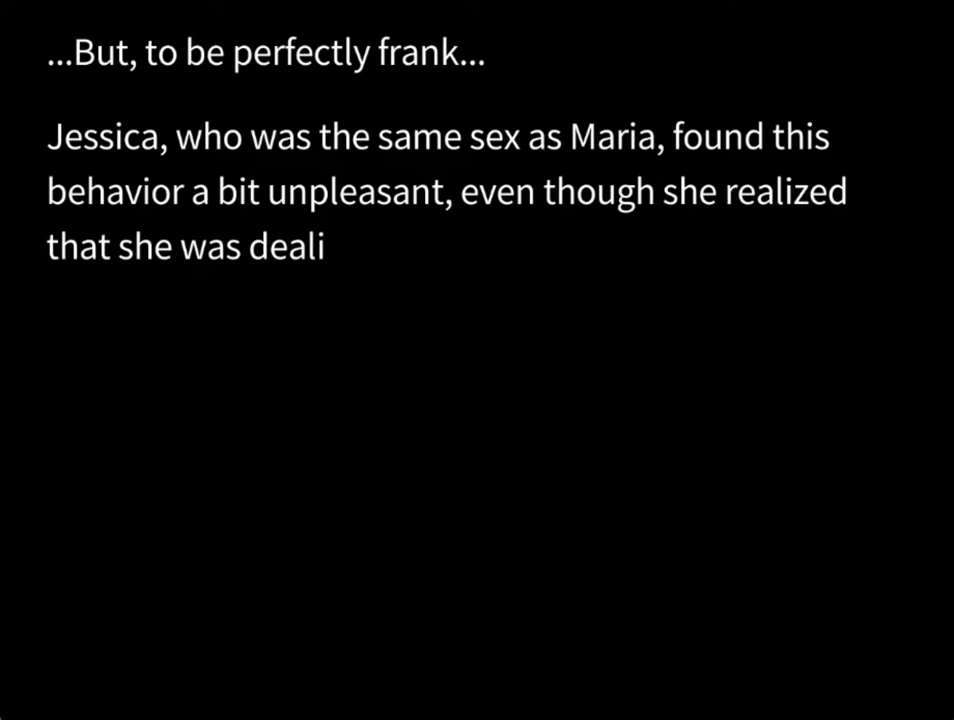 ...But, to be perfectly frank...
Jessica, who was the same sex as Maria, found this
behavior a bit unpleasant, even though she realized
that she was deali